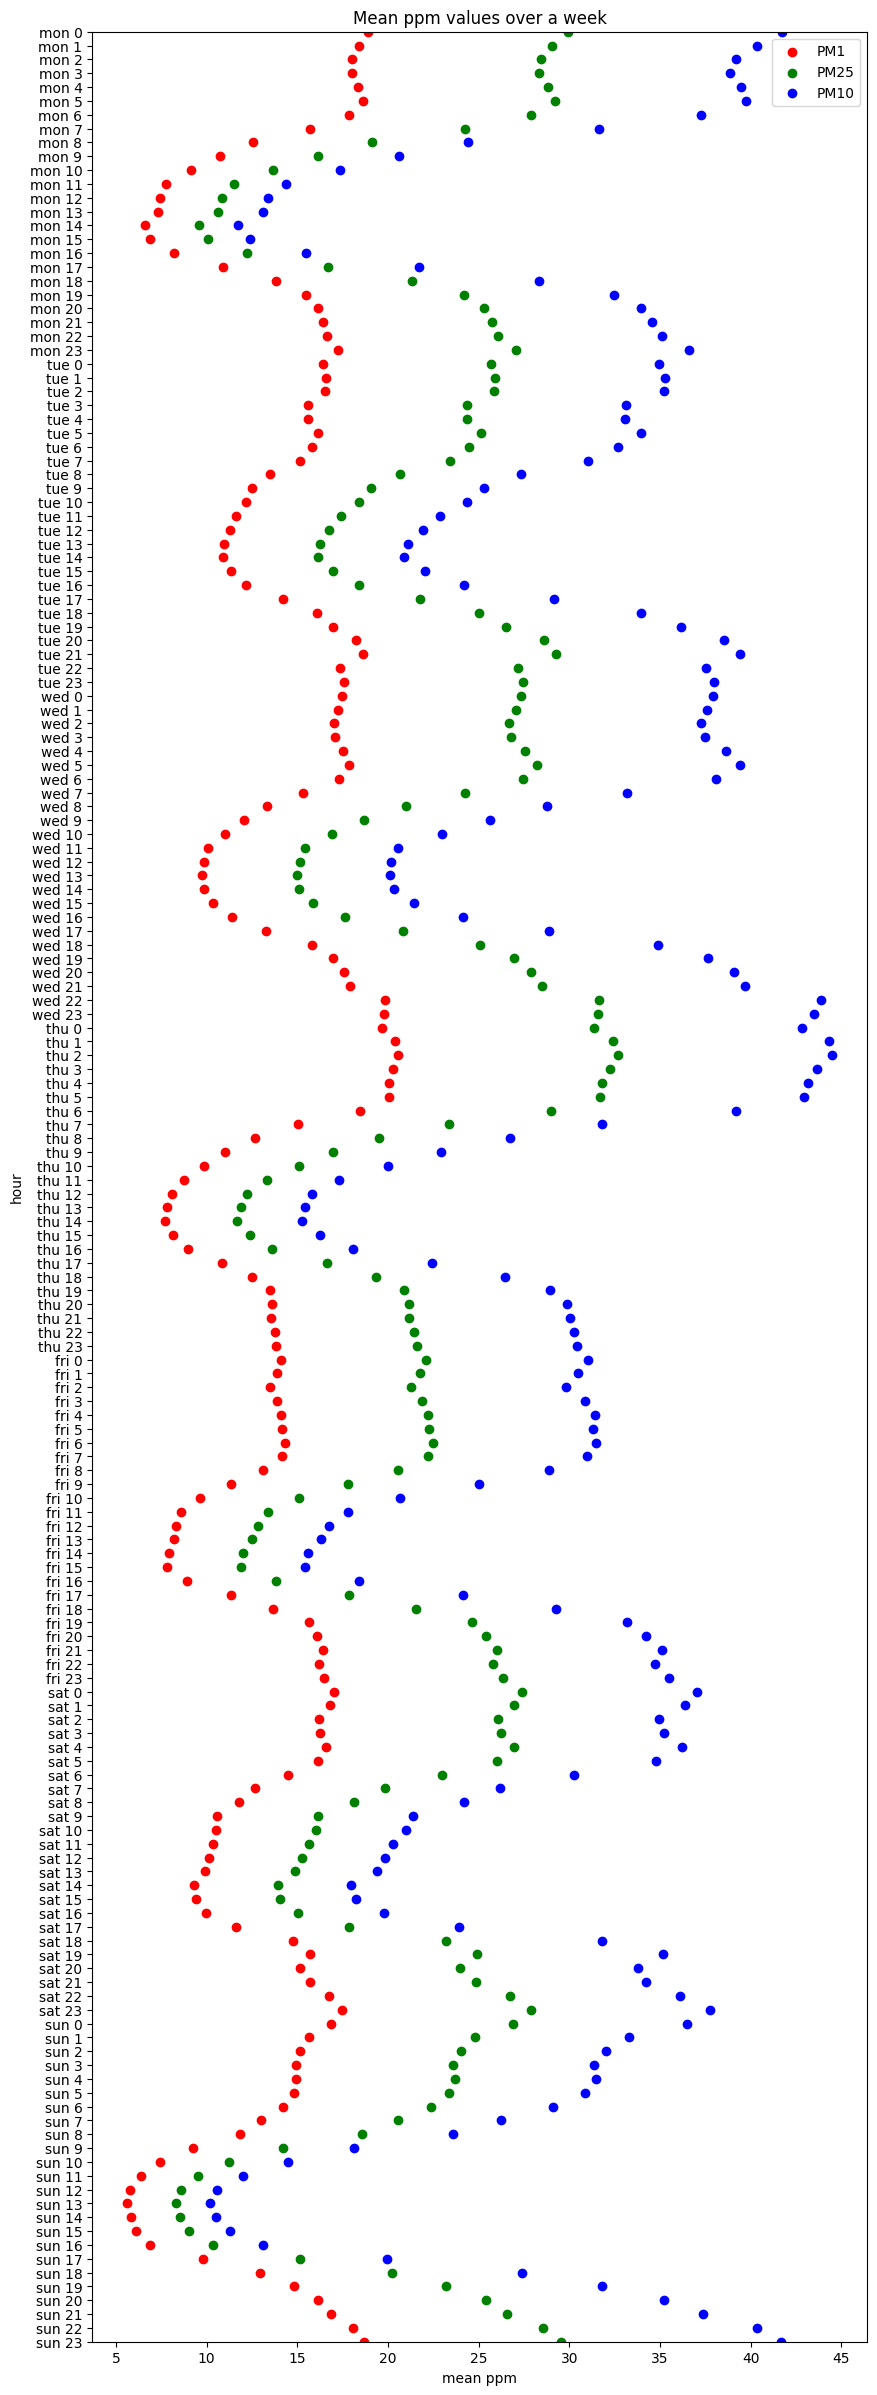 Mean ppm values over a week
PM1
PM25
PM10
mon 0
mon 1
mon 2
mon 3
mon 4
mon 5
mon 6
mon 7
mon 8
mon 9
mon 10
mon 11
mon 12
mon 13
mon 14
mon 15
mon 16
mon 17
mon 18
mon 19
mon 20
mon 21
mon 22
mon 23
tue 0
tue 1
tue 2
tue 3
tue 4
tue 5
tue 6
tue 7
tue 8
tue 9
tue 10
tue 11
tue 12
tue 13
tue 14
tue 15
tue 16
tue 17
tue 18
tue 19
tue 20
tue 21
tue 22
tue 23
wed 0
wed 1
wed 2
wed 3
wed 4
wed 5
wed 6
wed 7
wed 8
wed 9
wed 10
wed 11
wed 12
wed 13
wed 14
wed 15
wed 16
wed 17
wed 18
wed 19
wed 20
wed 21
wed 22
wed 23
thu 0
thu 1
thu 2
thu 3
thu 4
thu 5
thu 6
thu 7
thu 8
thu 9
thu 10
thu 11
thu 12
thu 13
thu 14
thu 15
thu 16
thu 17
thu 18
thu 19
thu 20
thu 21
thu 22
thu 23
fri 0
fri 1
fri 2
fri 3
fri 4
fri 5
fri 6
fri 7
fri 8
fri 9
fri 10
fri 11
fri 12
fri 13
fri 14
fri 15
fri 16
fri 17
fri 18
fri 19
fri 20
fri 21
fri 22
fri 23
sat 0
sat 1
sat 2
sat 3
sat 4
sat 5
sat 6
sat 7
sat 8
sat 9
sat 10
sat 11
sat 12
sat 13
sat 14
sat 15
sat 16
sat 17
sat 18
sat 19
sat 20
sat 21
sat 22
sat 23
sun 0
sun 1
sun 2
sun 3
sun 4
sun 5
sun 6
sun 7
sun 8
sun 9
sun 10
sun 11
sun 12
sun 13
sun 14
sun 15
sun 16
sun 17
sun 18
sun 19
sun 20
sun 21
sun 22
sun 23
hour
5 10 15 20 25 30 35 40 45
mean ppm